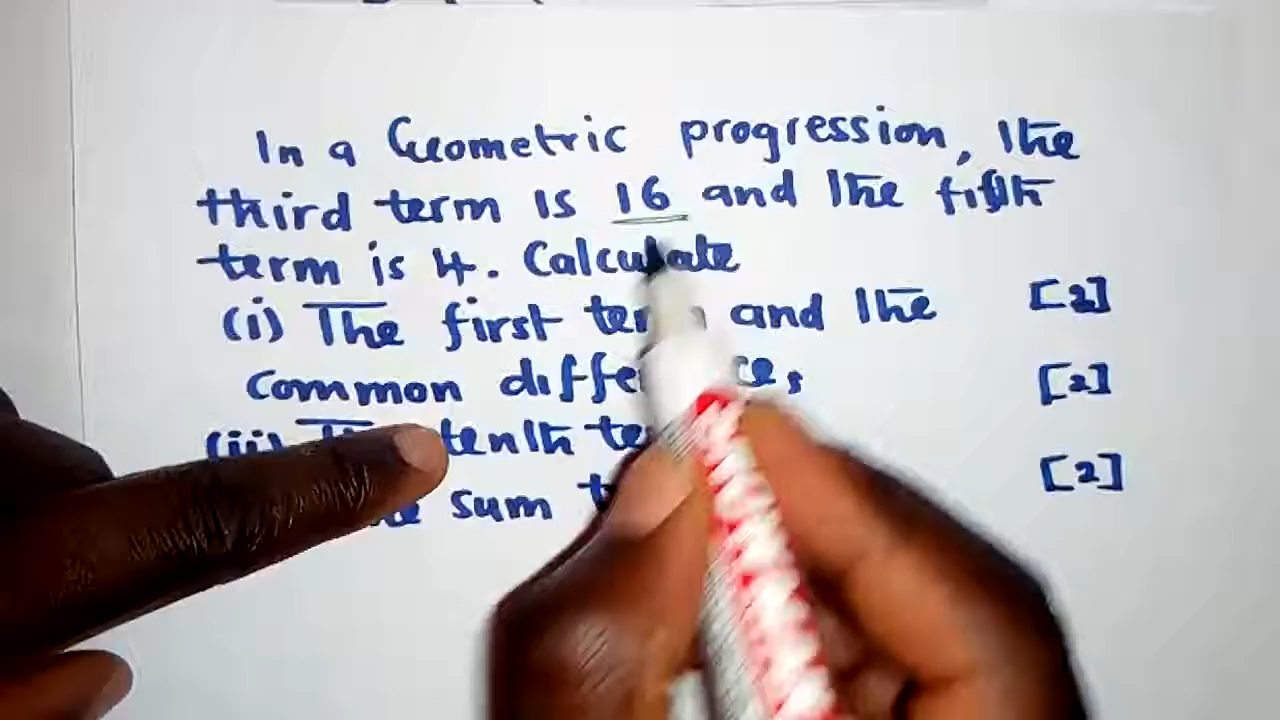 In a Geometric progression, the
third term is 16 and the fifth
term is 4. Calculate
(i) The first and the [2]
common [2]
(ii) tenth
sum [2]